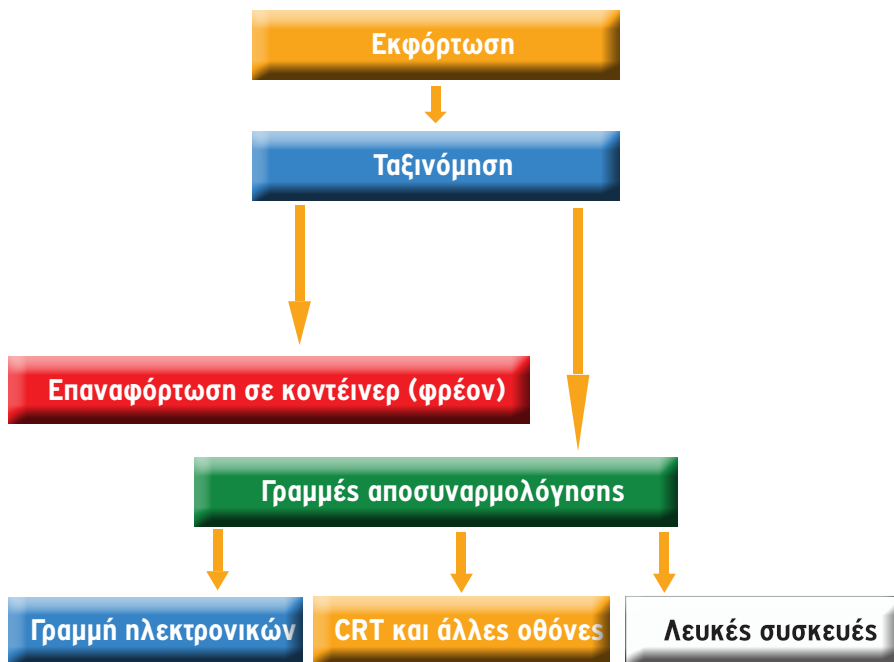 Εκφόρτωση
Ταξινόμηση
Επαναφόρτωση σε κοντέινερ (φρέον)
Γραμμές αποσυναρμολόγησης
Γραμμή ηλεκτρονικών
CRT και άλλες οθόνες
Λευκές συσκευές